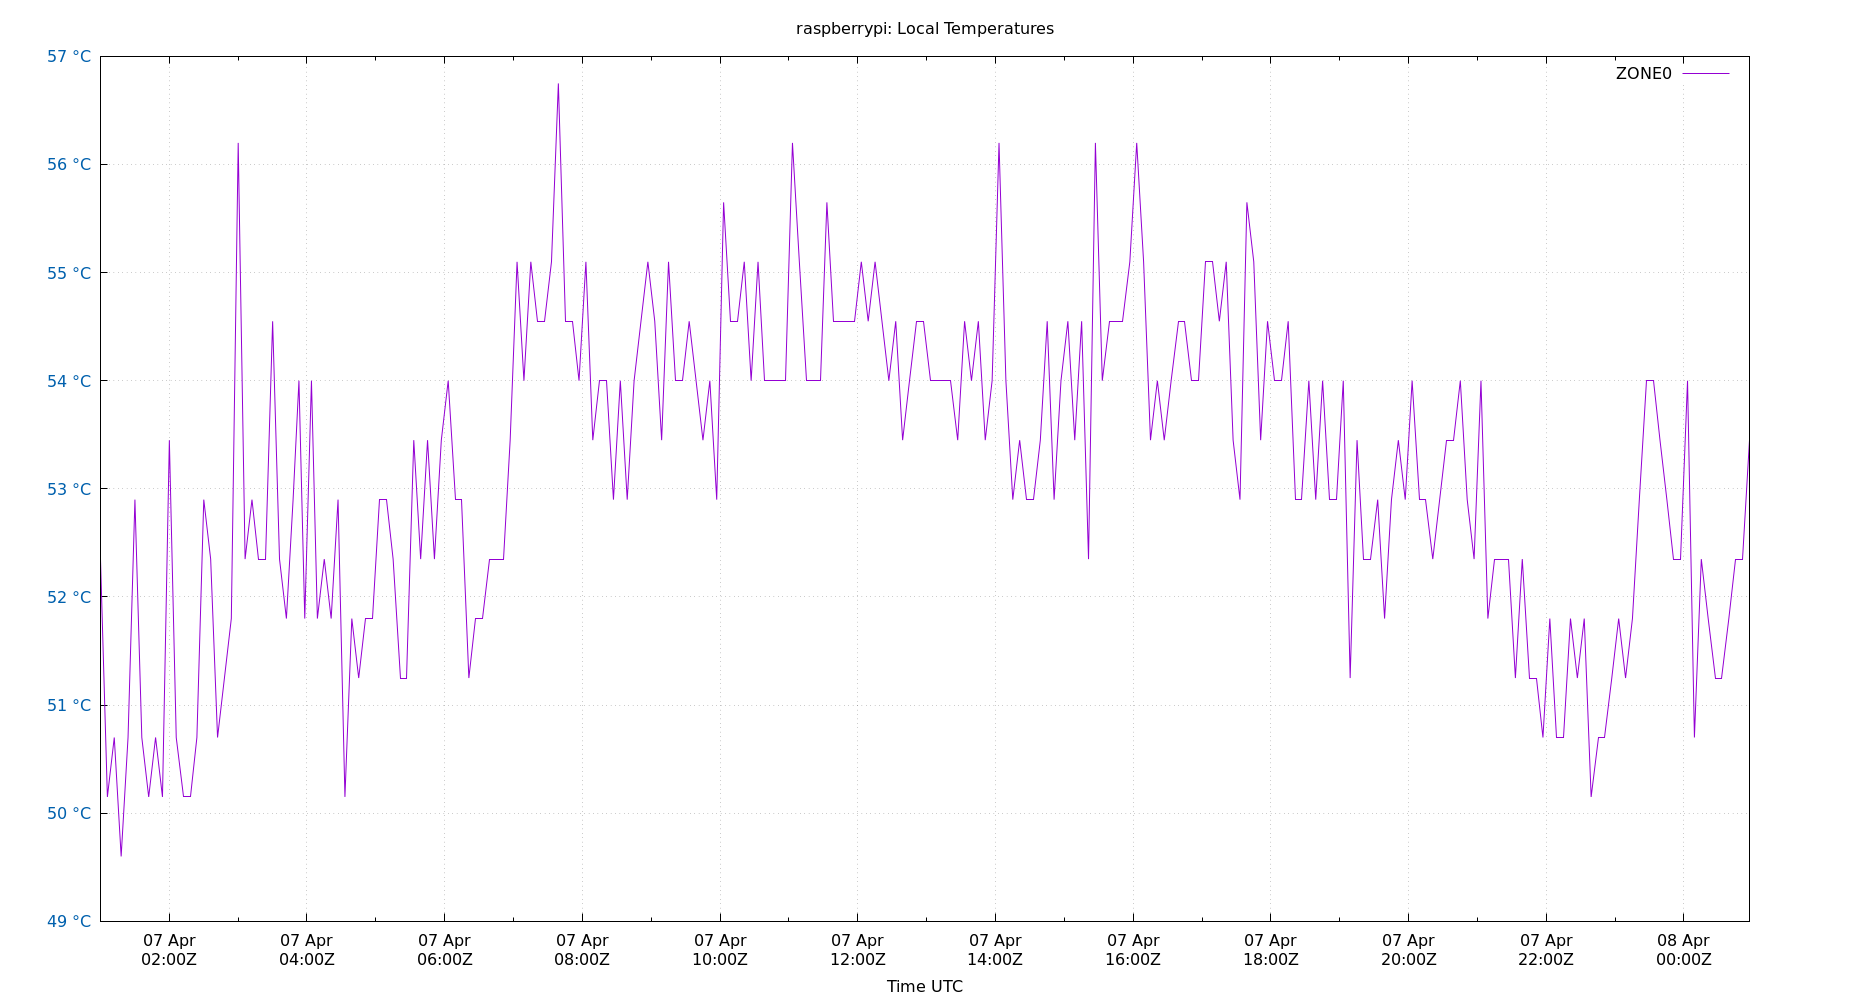 raspberrypi: Local Temperatures
57 °C
ZONE0
56 °C
55 °C
54 °C
53 °C
52 °C
51 °C
50 °C
49 °C
07 Apr 07 Apr 07 Apr 07 Apr 07 Apr 07 Apr 07 Apr 07 Apr 07 Apr 07 Apr 07 Apr 08 Apr
02:00Z 04:00Z 06:00Z 08:00Z 10:00Z 12:00Z 14:00Z 16:00Z 18:00Z 20:00Z 22:00Z 00:00Z
Time UTC